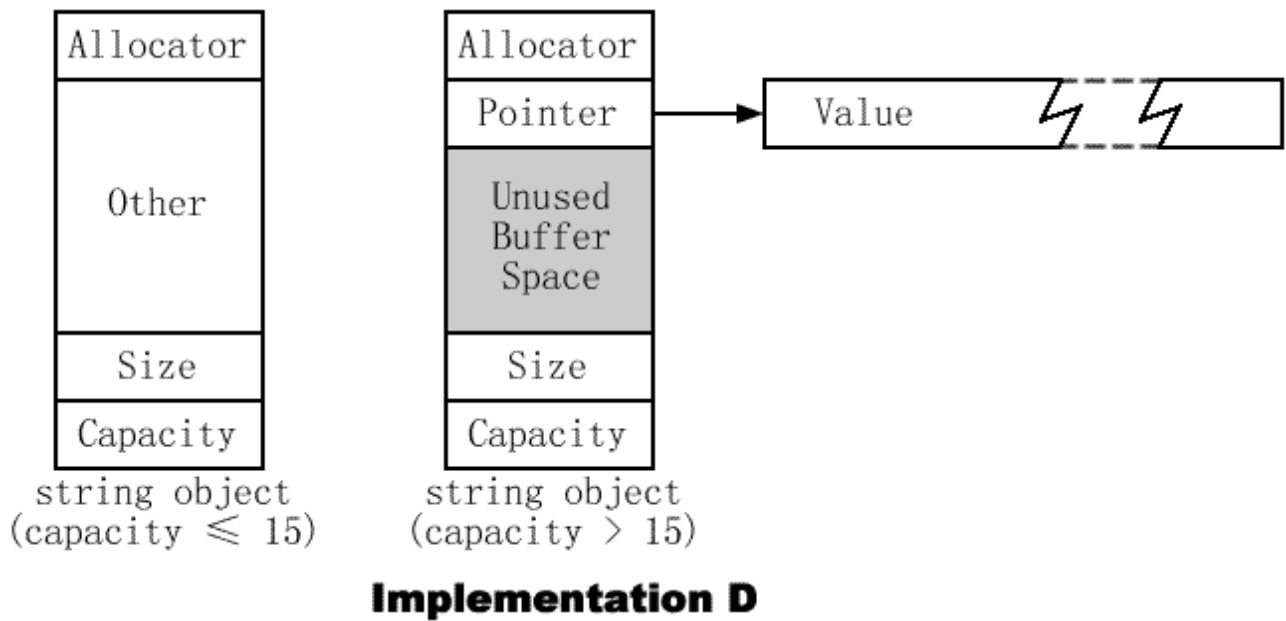 Allocator
Other
Size
Capacity
string object
(capacity ≤ 15)
Allocator
Pointer
Unused
Buffer
Space
Size
Capacity
string object
(capacity > 15)
Value
Implementation D